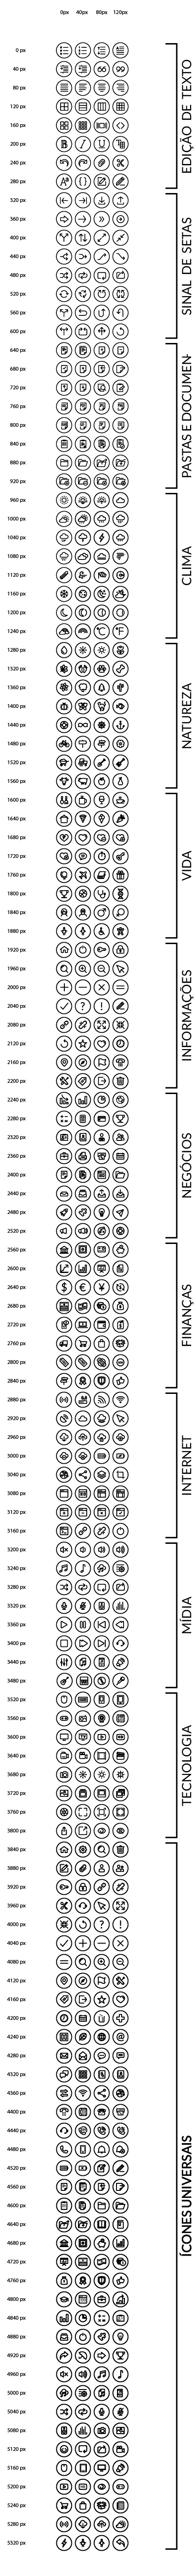 0px 40px 80px 120px
EDIÇÃO DE TEXTO
0 px
40 px
80 px
120 px
160 px
200 px
240 px
280 px
SINAL DE SETAS
320 px
360 px
400 px
440 px
480 px
520 px
560 px
600 px
PASTAS E DOCUMEN-
640 px
680 px
720 px
760 px
800 px
840 px
880 px
920 px
CLIMA
960 px
1000 px
1040 px
1080 px
1120 px
1160 px
1200 px
1240 px
NATUREZA
1280 px
1320 px
1360 px
1400 px
1440 px
1480 px
1520 px
1560 px
VIDA
1600 px
1640 px
1680 px
1720 px
1760 px
1800 px
1840 px
1880 px
INFORMAÇÕES
1920 px
1960 px
2000 px
2040 px
2080 px
2120 px
2160 px
2200 px
NEGÓCIOS
2240 px
2280 px
2320 px
2360 px
2400 px
2440 px
2480 px
2520 px
FINANÇAS
2560 px
2600 px
2640 px
2680 px
2720 px
2760 px
2800 px
2840 px
INTERNET
2880 px
2920 px
2960 px
3000 px
3040 px
3080 px
3120 px
3160 px
MÍDIA
3200 px
3240 px
3280 px
3320 px
3360 px
3400 px
3440 px
3480 px
TECNOLOGIA
3520 px
3560 px
3600 px
3640 px
3680 px
3720 px
3760 px
3800 px
ÍCONES UNIVERSAIS
3840 px
3880 px
3920 px
3960 px
4000 px
4040 px
4080 px
4120 px
4160 px
4200 px
4240 px
4280 px
4320 px
4360 px
4400 px
4440 px
4480 px
4520 px
4560 px
4600 px
4640 px
4680 px
4720 px
4760 px
4800 px
4840 px
4880 px
4920 px
4960 px
5000 px
5040 px
5080 px
5120 px
5160 px
5200 px
5240 px
5280 px
5320 px